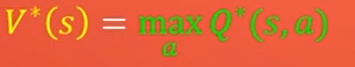 V*(s) = max Q*(s, a)
a